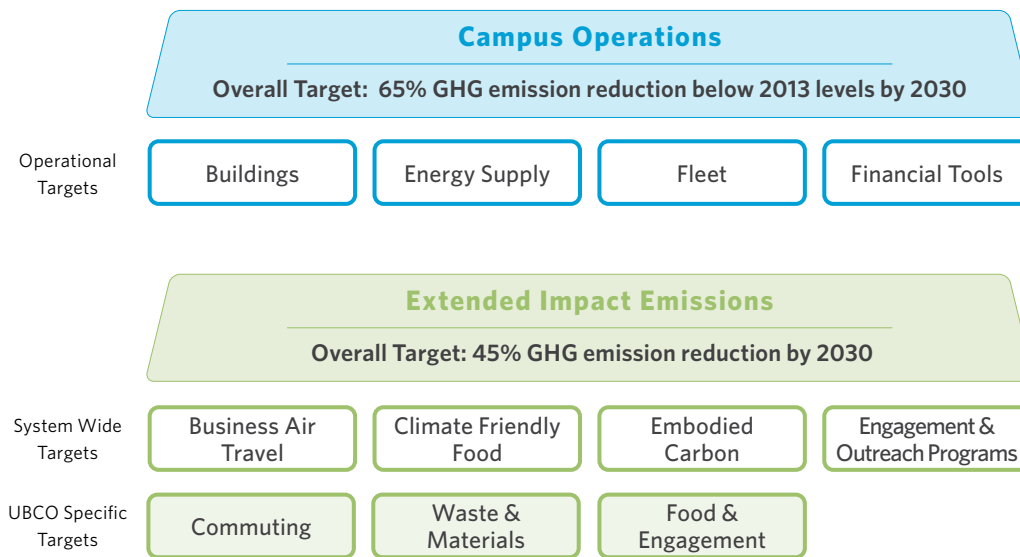 Campus Operations
Overall Target: 65% GHG emission reduction below 2013 levels by 2030
Operational
Targets
Buildings
Energy Supply
Fleet
Financial Tools
Extended Impact Emissions
Overall Target: 45% GHG emission reduction by 2030
System Wide
Targets
Business Air
Travel
Climate Friendly
Food
Embodied
Carbon
Engagement &
Outreach Programs
UBCO Specific
Targets
Commuting
Waste &
Materials
Food &
Engagement